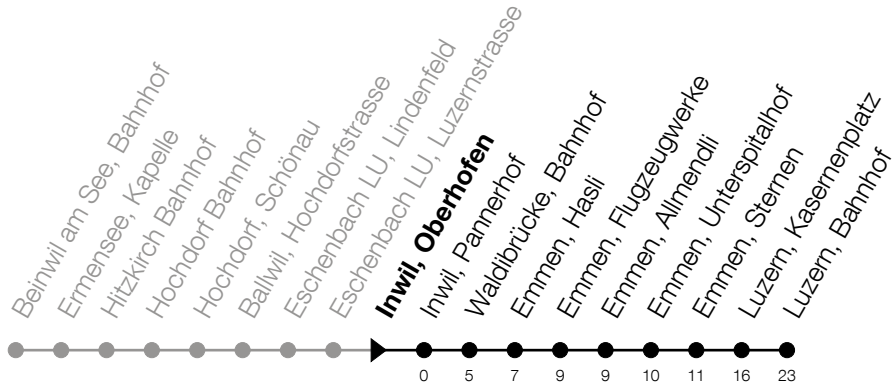 Beinwil am See, Bahnhof
Ermensee, Kapelle
Hitzkirch Bahnhof
Hochdorf Bahnhof
Hochdorf, Schönau
Ballwil, Hochdorfstrasse
Eschenbach LU, Lindenfeld
Eschenbach LU, Luzernstrasse
Inwil, Oberhofen
Inwil, Pannerhof
Waldibrücke, Bahnhof
Emmen, Hasli
Emmen, Flugzeugwerke
Emmen, Allmendli
Emmen, Unterspitalhof
Emmen, Sternen
Luzern, Kasernenplatz
Luzern, Bahnhof
0 5 7 9 9 10 11 16 23